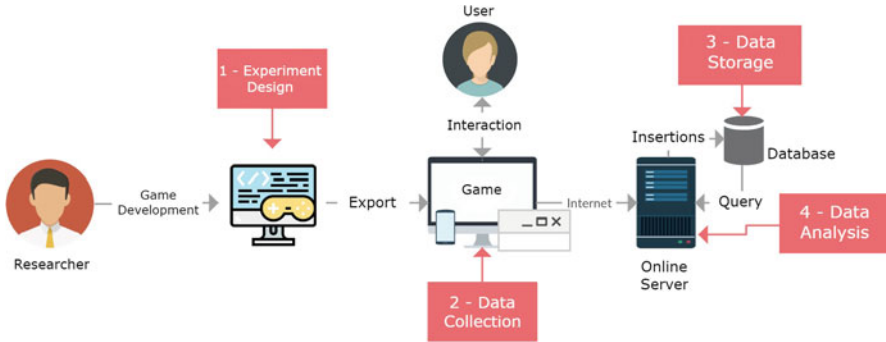 User
1 - Experiment
Design
3 - Data
Storage
Interaction
Insertions
Database
</>
Game
Development
Export
Game
Internet
Query
4 - Data
Analysis
Researcher
Online
Server
2 - Data
Collection